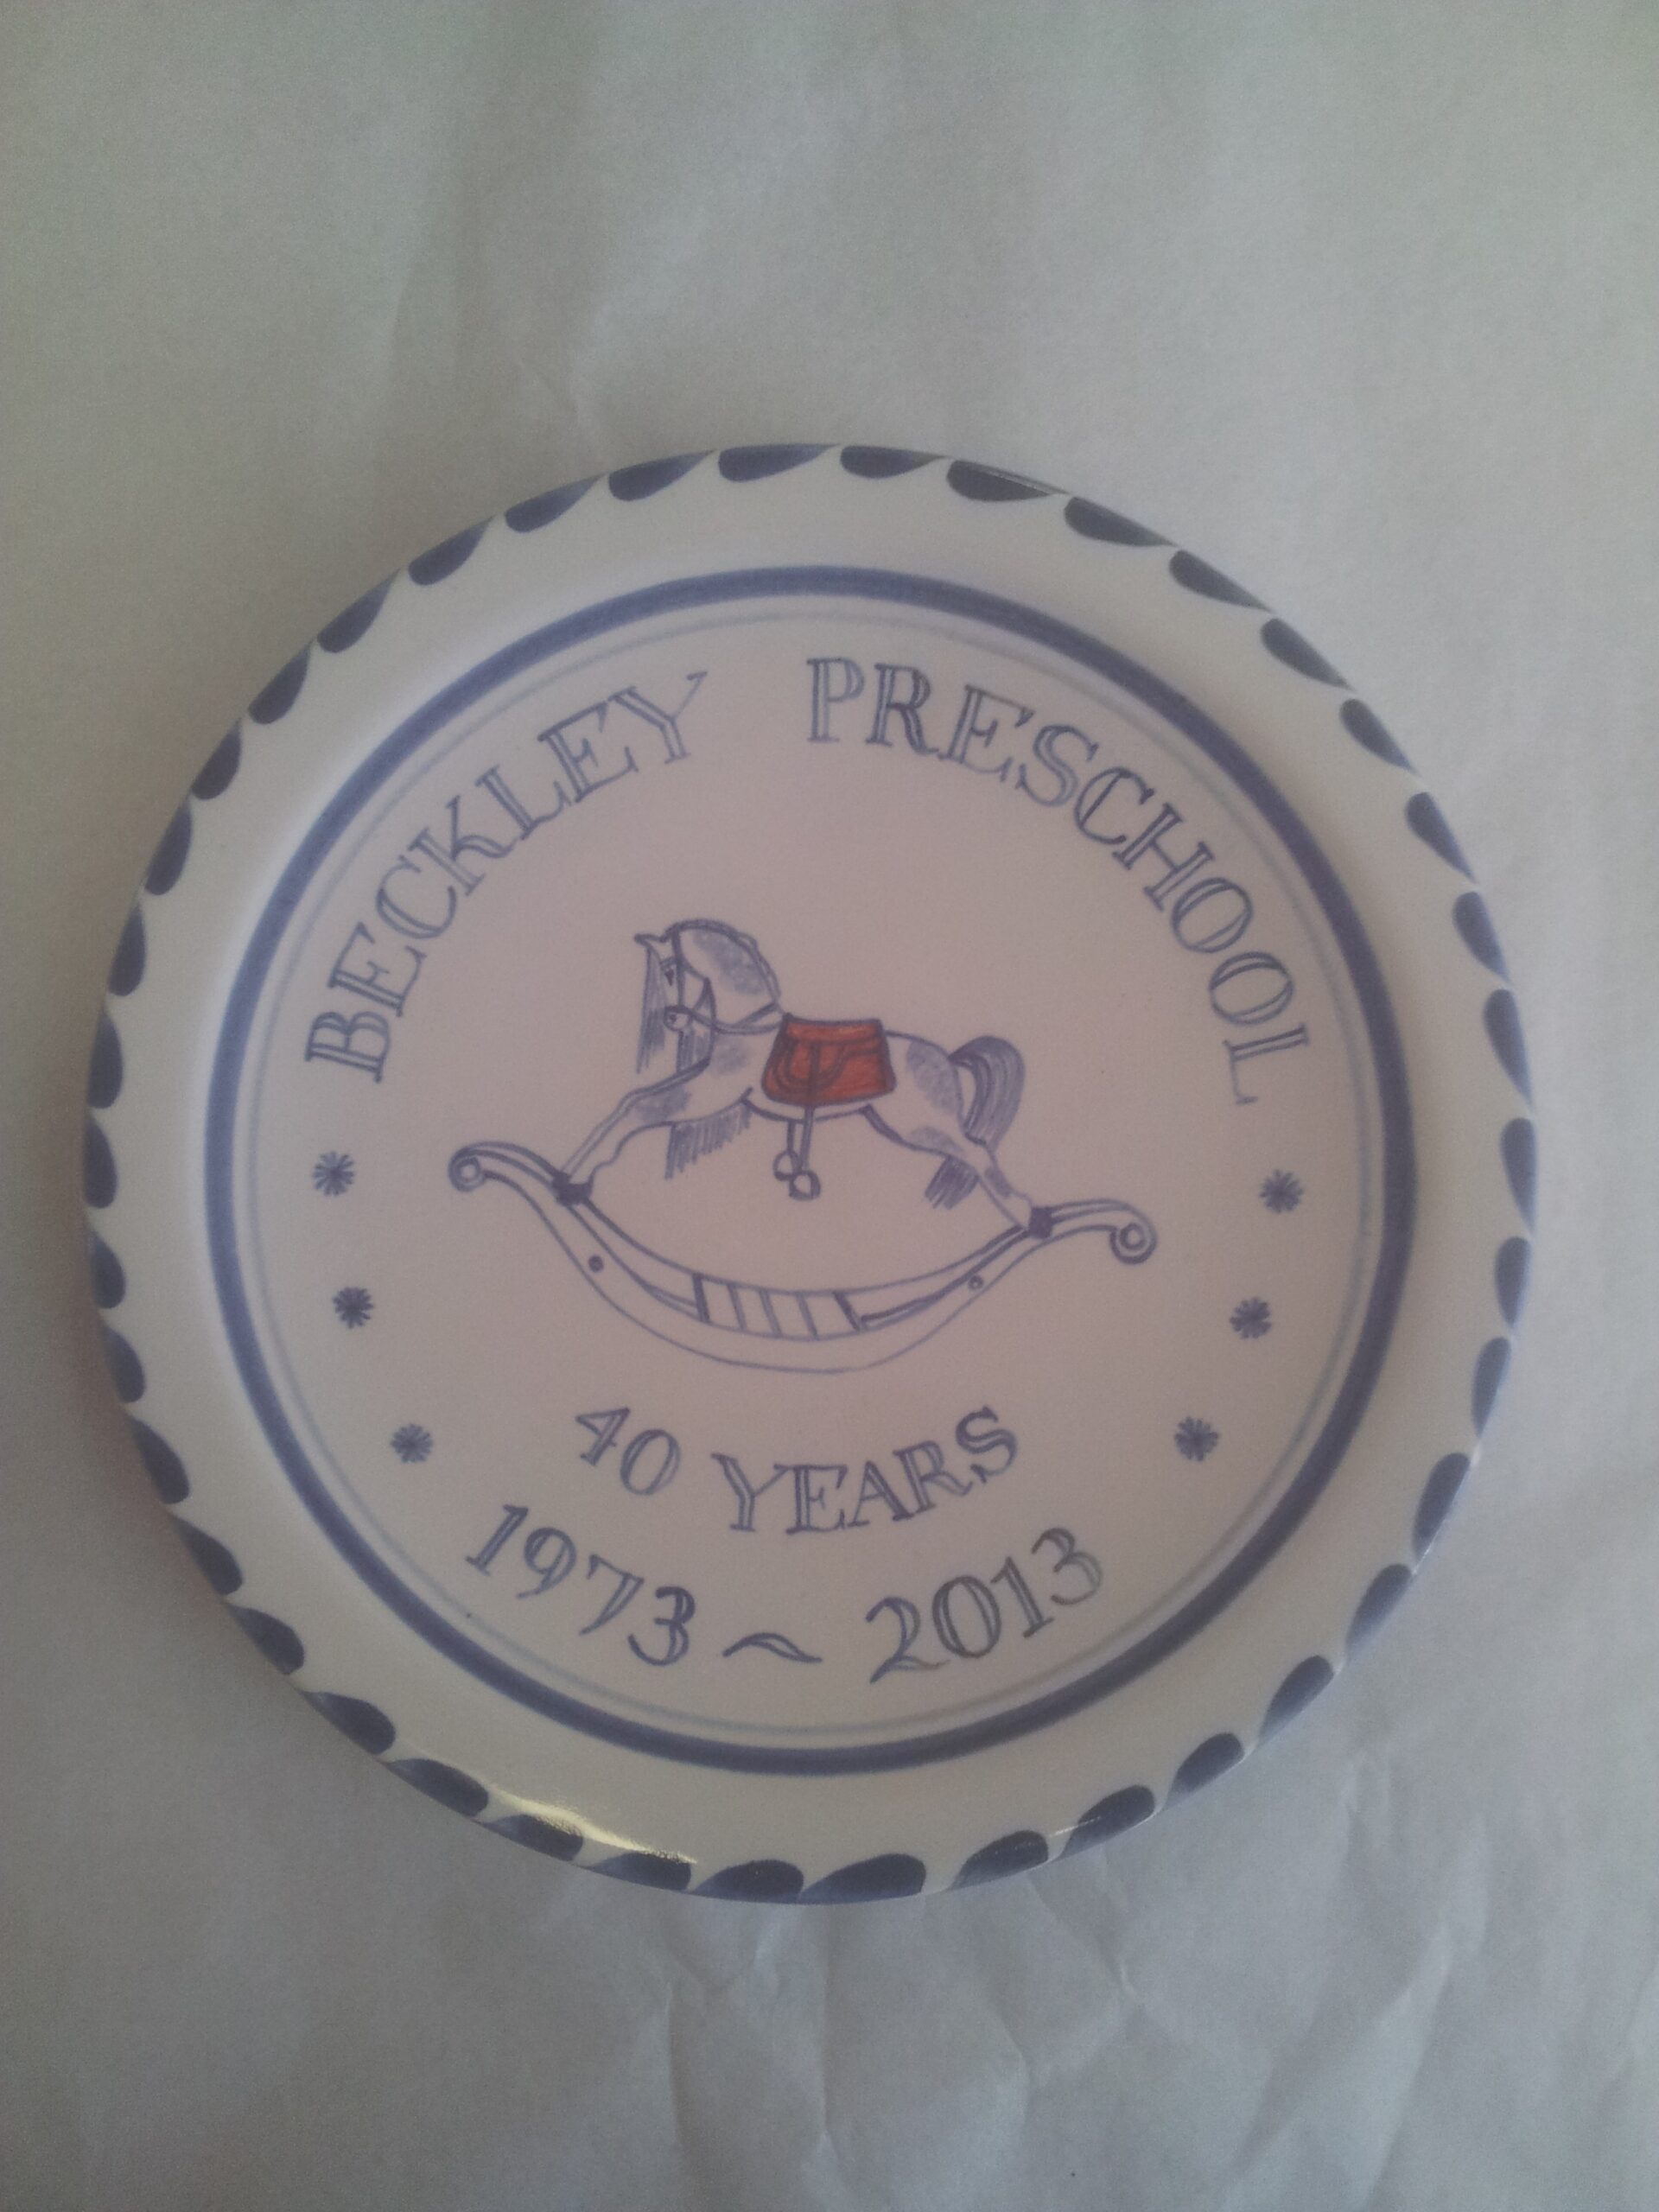 BECKLEY PRESCHOOL
40 YEARS
1973 ~ 2013